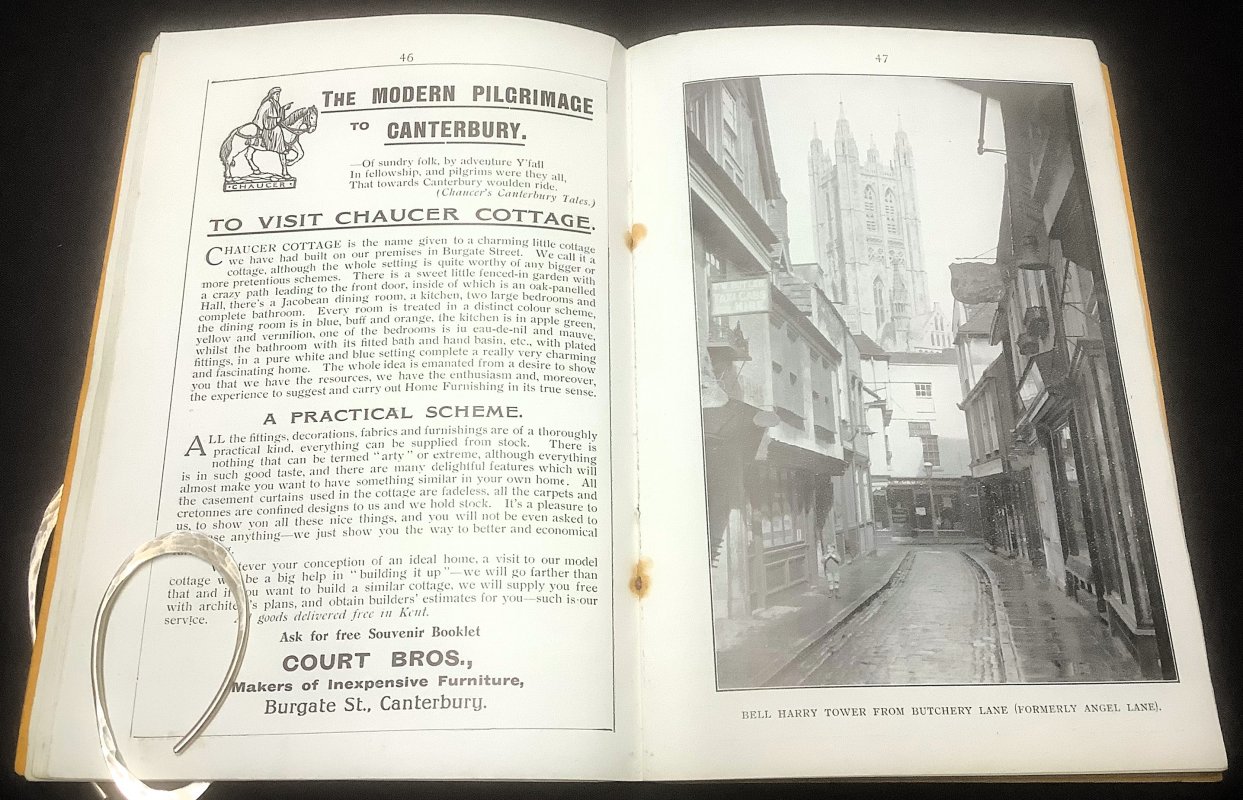 46
THE MODERN PILGRIMAGE
TO CANTERBURY.
CHAUCER
—Of sundry folk, by adventure Y'fall
In fellowship, and pilgrims were they all,
That towards Canterbury woulden ride.
(Chaucer's Canterbury Tales.)
TO VISIT CHAUCER COTTAGE.
CHAUCER COTTAGE is the name given to a charming little cottage
we have had built on our premises in Burgate Street. We call it a
cottage, although the whole setting is quite worthy of any bigger or
more pretentious schemes. There is a sweet little fenced-in garden with
a crazy path leading to the front door, inside of which is an oak-panelled
Hall, there's a Jacobean dining room, a kitchen, two large bedrooms and
complete bathroom. Every room is treated in a distinct colour scheme,
the dining room is in blue, buff and orange, the kitchen is in apple green,
yellow and vermilion, one of the bedrooms is in eau-de-nil and mauve,
whilst the bathroom with its fitted bath and hand basin, etc., with plated
fittings, in a pure white and blue setting complete a really very charming
and fascinating home. The whole idea is emanated from a desire to show
you that we have the resources, we have the enthusiasm and, moreover,
the experience to suggest and carry out Home Furnishing in its true sense.
A PRACTICAL SCHEME.
ALL the fittings, decorations, fabrics and furnishings are of a thoroughly
practical kind, everything can be supplied from stock. There is
nothing that can be termed "arty" or extreme, although everything
is in such good taste, and there are many delightful features which will
almost make you want to have something similar in your own home. All
the casement curtains used in the cottage are fadeless, all the carpets and
cretonnes are confined designs to us and we hold stock. It's a pleasure to
us, to show you all these nice things, and you will not be even asked to
anything—we just show you the way to better and economical
conception of an ideal home, a visit to our model
cottage be a big help in "building it up"—we will go farther than
that and if you want to build a similar cottage, we will supply you free
with architect's plans, and obtain builders' estimates for you—such is our
service. goods delivered free in Kent.
Ask for free Souvenir Booklet
COURT BROS.,
Makers of Inexpensive Furniture,
Burgate St., Canterbury.
47
TAILOR
BELL HARRY TOWER FROM BUTCHERY LANE (FORMERLY ANGEL LANE).